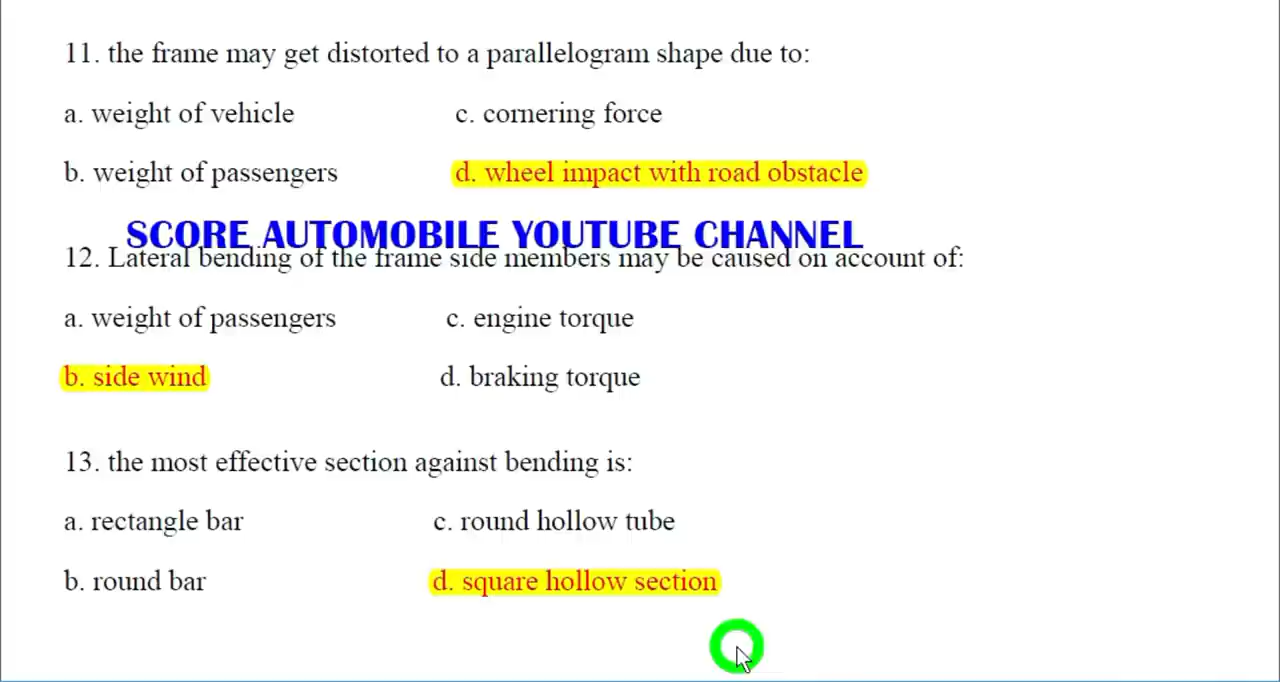 11. the frame may get distorted to a parallelogram shape due to:
a. weight of vehicle c. cornering force
b. weight of passengers d. wheel impact with road obstacle
SCORE AUTOMOBILE YOUTUBE CHANNEL
12. Lateral bending of the frame side members may be caused on account of:
a. weight of passengers c. engine torque
b. side wind d. braking torque
13. the most effective section against bending is:
a. rectangle bar c. round hollow tube
b. round bar d. square hollow section